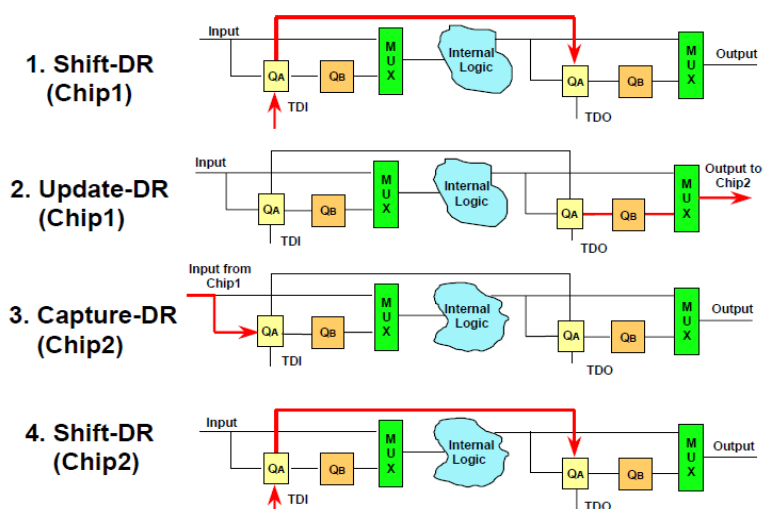 1. Shift-DR
(Chip1)
Input
QA
QB
TDI
M
U
X
Internal
Logic
QA
QB
TDO
M
U
X
Output
2. Update-DR
(Chip1)
Input
QA
QB
TDI
M
U
X
Internal
Logic
QA
QB
TDO
M
U
X
Output to
Chip2
3. Capture-DR
(Chip2)
Input from
Chip1
QA
QB
TDI
M
U
X
Internal
Logic
QA
QB
TDO
M
U
X
Output
4. Shift-DR
(Chip2)
Input
QA
QB
TDI
M
U
X
Internal
Logic
QA
QB
TDO
M
U
X
Output